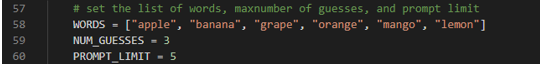 57 # set the list of words, maxnumber of guesses, and prompt limit
58 WORDS = ["apple", "banana", "grape", "orange", "mango", "lemon"]
59 NUM_GUESSES = 3
60 PROMPT_LIMIT = 5